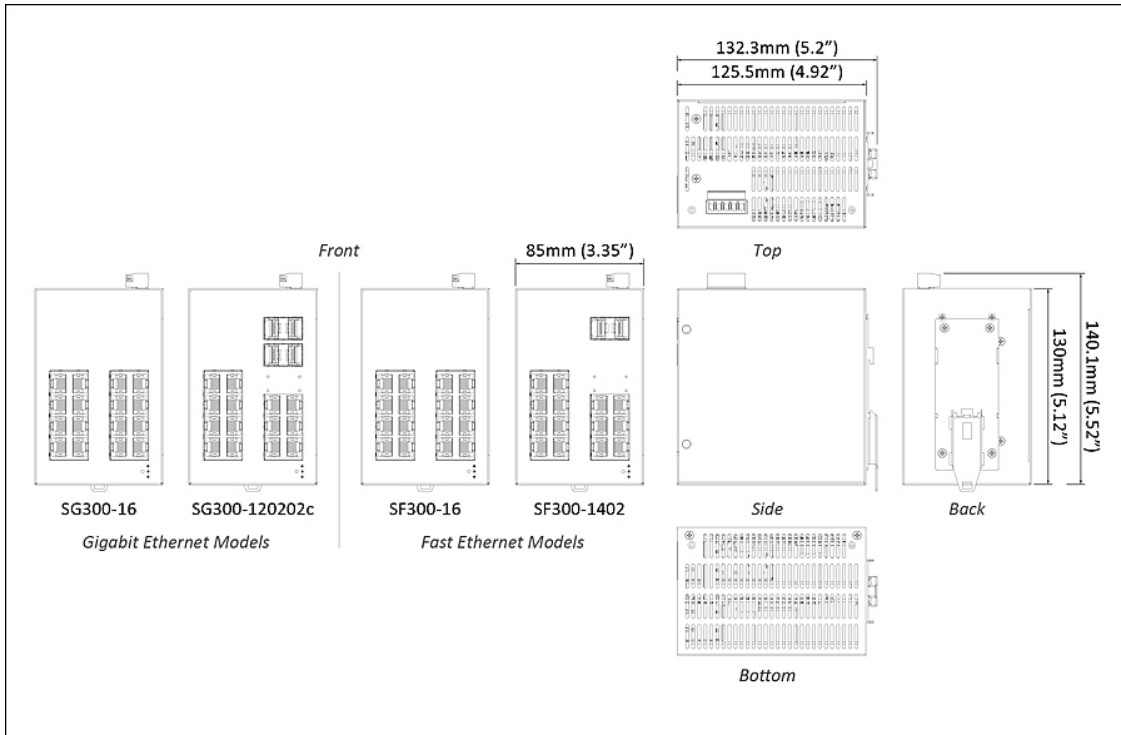 132.3mm (5.2”)
125.5mm (4.92”)
Front
85mm (3.35”)
Top
130mm (5.12”)
140.1mm (5.52”)
SG300-16
SG300-120202c
SF300-16
SF300-1402
Side
Back
Gigabit Ethernet Models
Fast Ethernet Models
Bottom